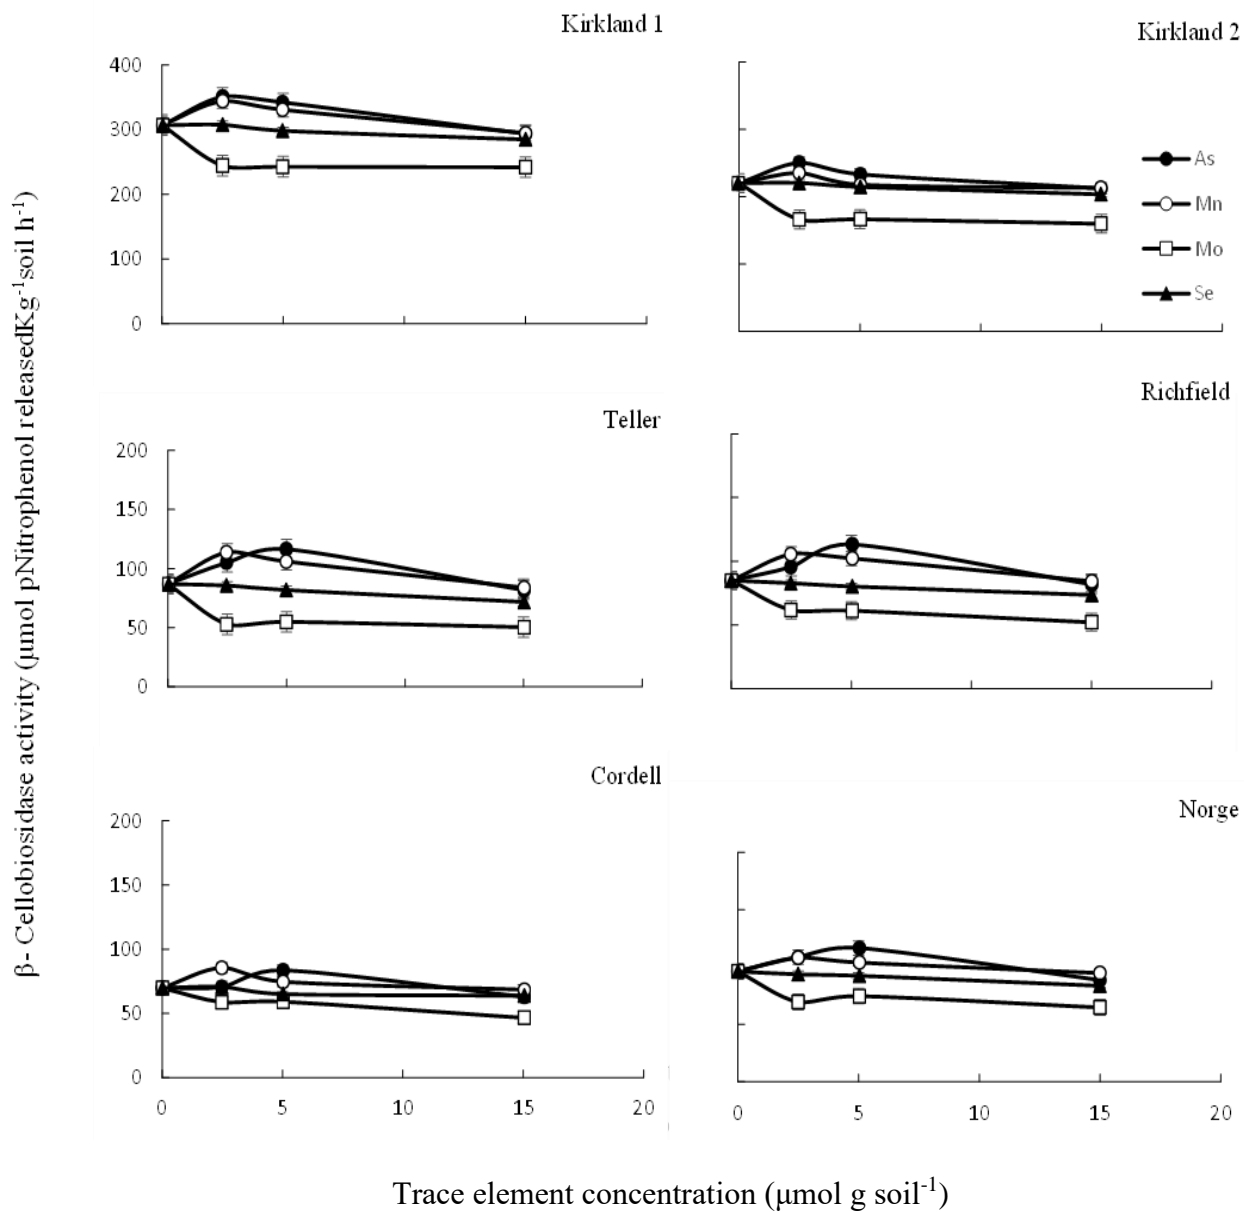 Kirkland 1
Kirkland 2
400
300
200
100
0
As
Mn
Mo
Se
β- Cellobiosidase activity (μmol pNitrophenol releasedKg⁻¹soil h⁻¹)
Teller
Richfield
200
150
100
50
0
Cordell
Norge
200
150
100
50
0
0 5 10 15 20
0 5 10 15 20
Trace element concentration (μmol g soil⁻¹)